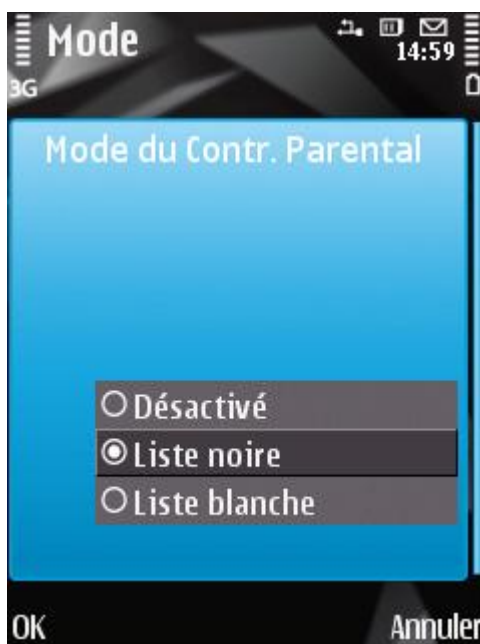 Mode
14:59
3G
Mode du Contr. Parental
Désactivé
Liste noire
Liste blanche
OK
Annuler